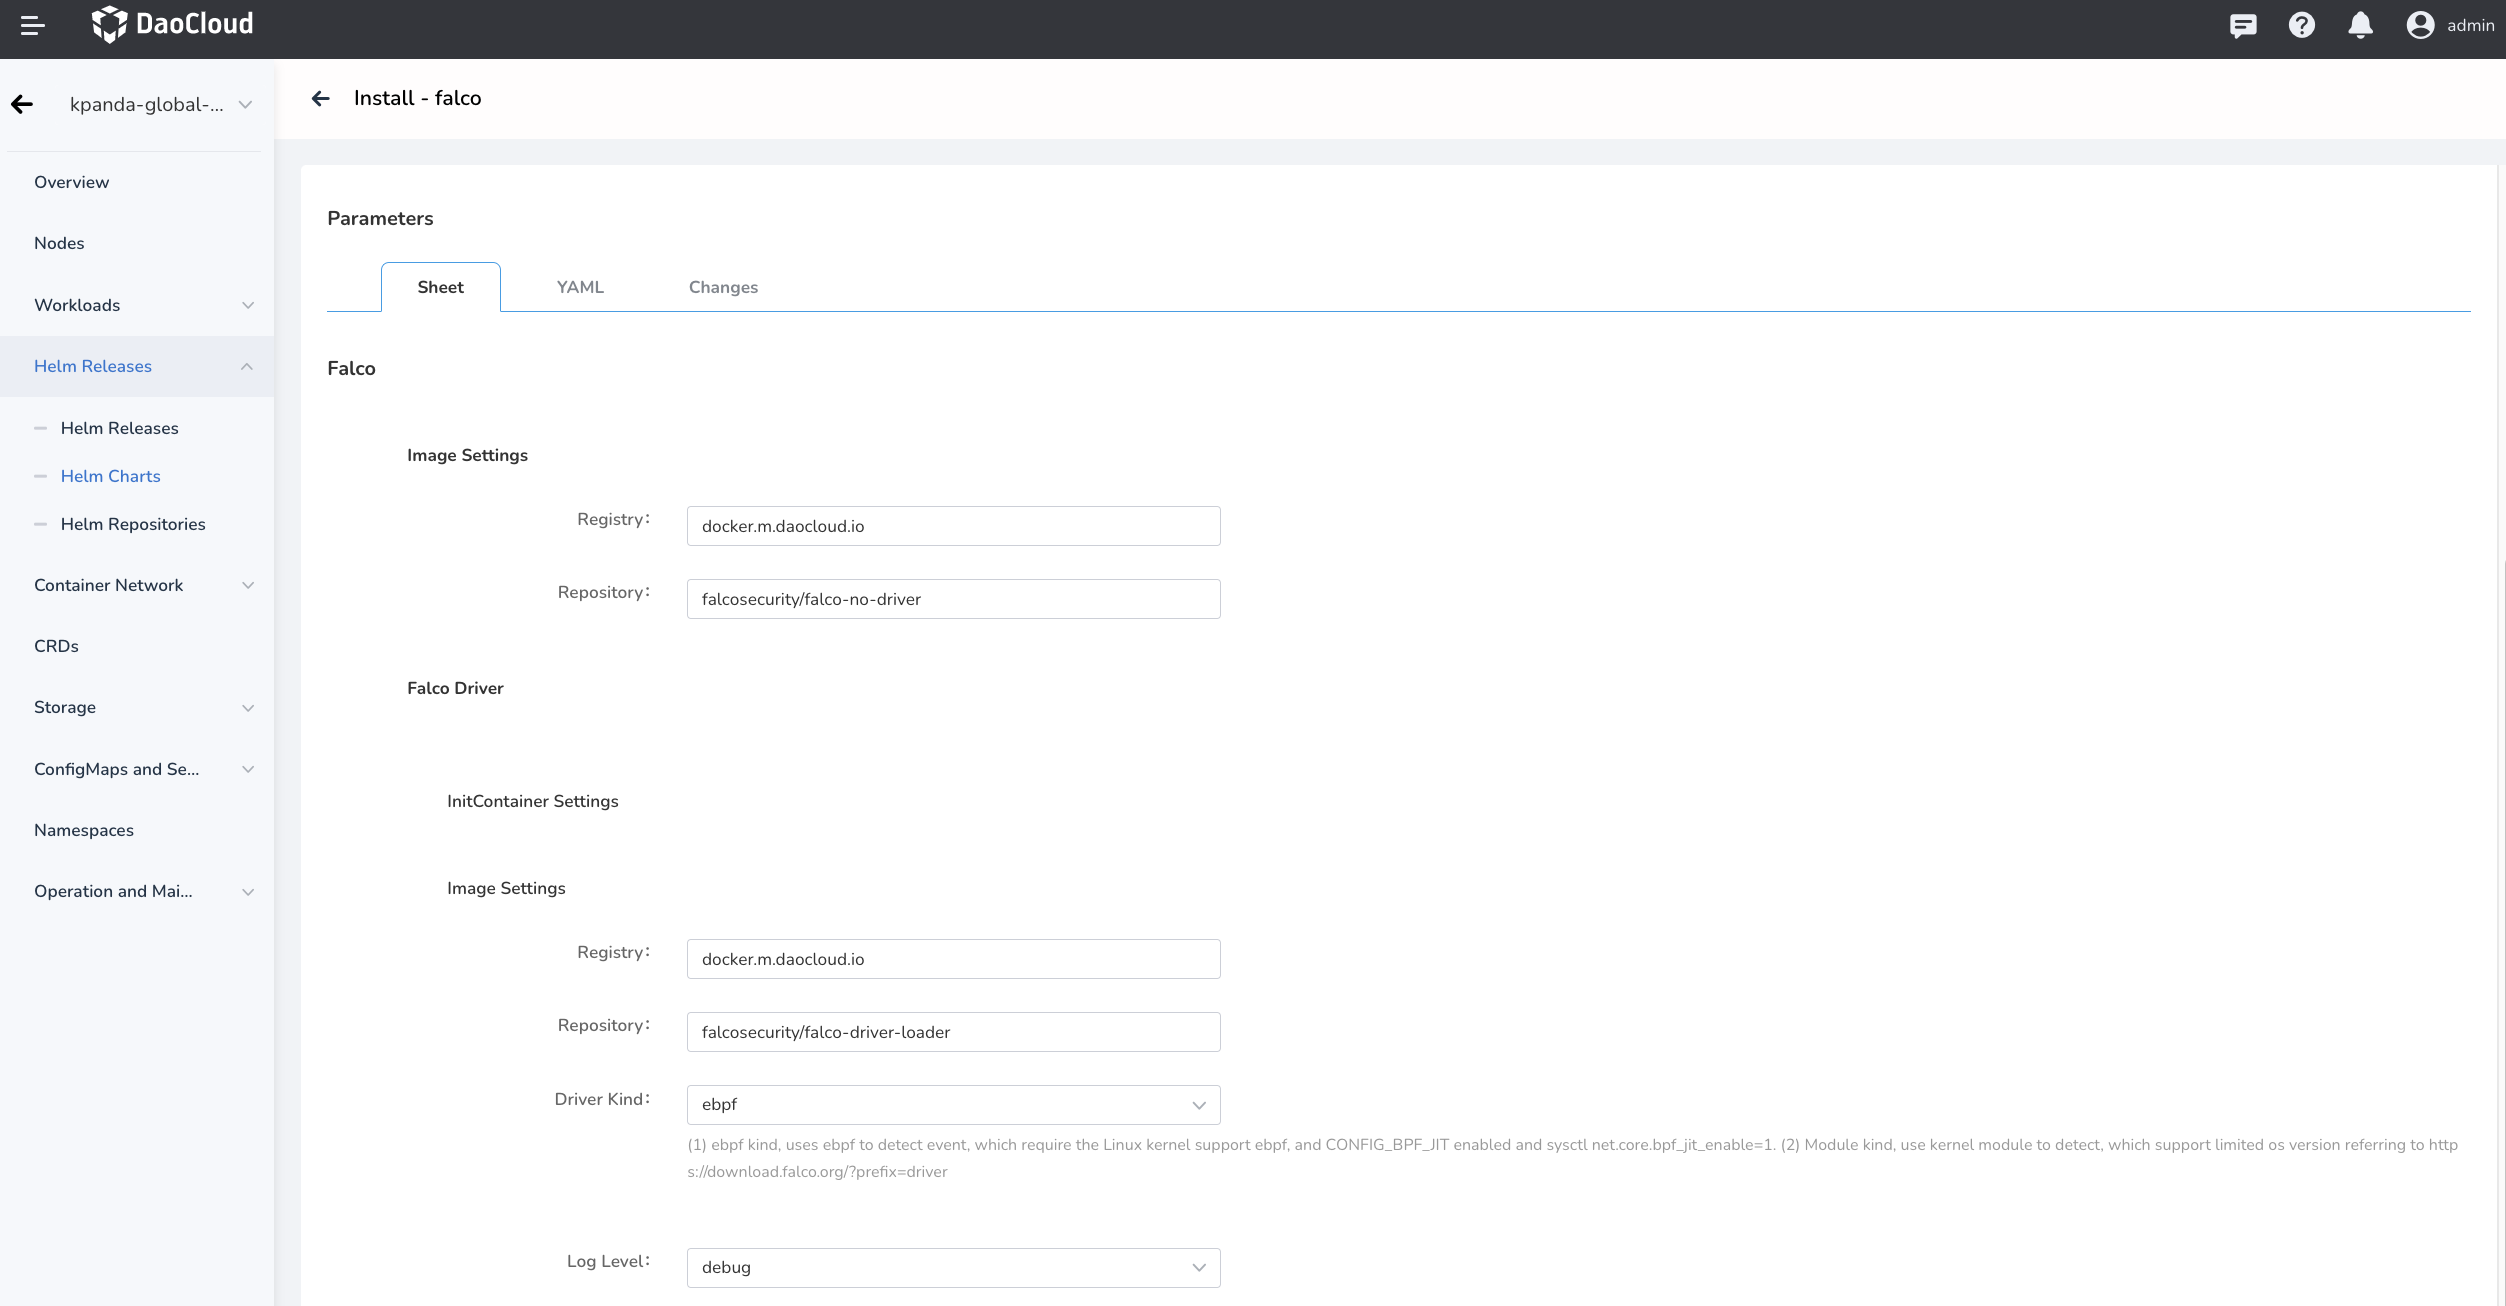 DaoCloud
admin
kpanda-global-...
Overview
Nodes
Workloads
Helm Releases
Helm Releases
Helm Charts
Helm Repositories
Container Network
CRDs
Storage
ConfigMaps and Se...
Namespaces
Operation and Mai...
Install - falco
Parameters
Sheet YAML Changes
Falco
Image Settings
Registry: docker.m.daocloud.io
Repository: falcosecurity/falco-no-driver
Falco Driver
InitContainer Settings
Image Settings
Registry: docker.m.daocloud.io
Repository: falcosecurity/falco-driver-loader
Driver Kind: ebpf
(1) ebpf kind, uses ebpf to detect event, which require the Linux kernel support ebpf, and CONFIG_BPF_JIT enabled and sysctl net.core.bpf_jit_enable=1. (2) Module kind, use kernel module to detect, which support limited os version referring to http
s://download.falco.org/?prefix=driver
Log Level: debug